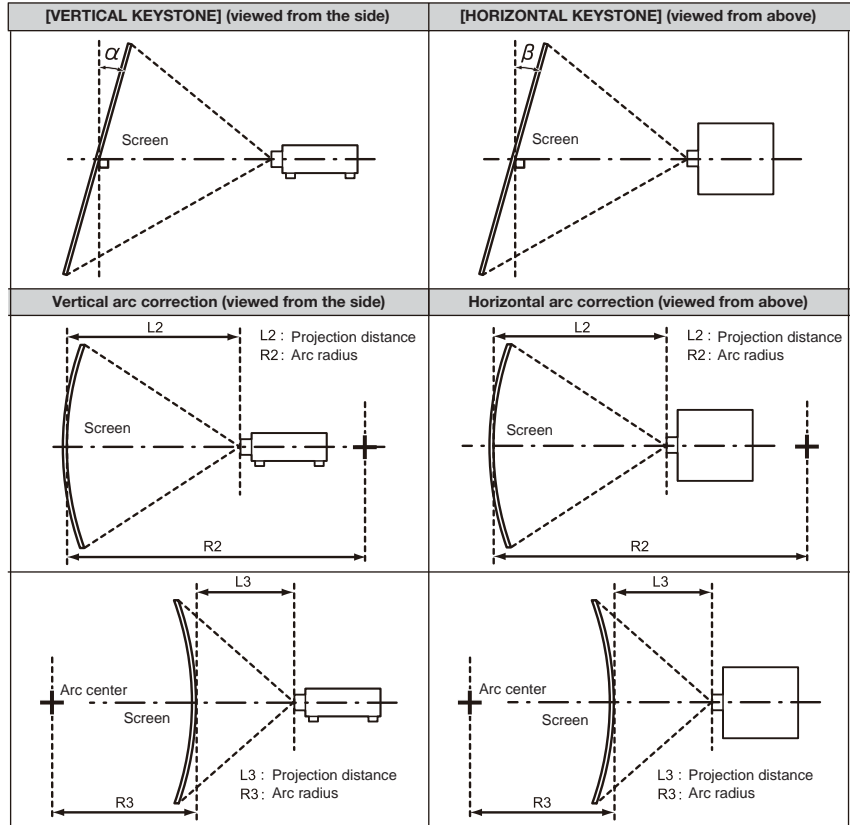 [VERTICAL KEYSTONE] (viewed from the side)
[HORIZONTAL KEYSTONE] (viewed from above)
α
Screen
β
Screen
Vertical arc correction (viewed from the side)
Horizontal arc correction (viewed from above)
L2
L2 : Projection distance
R2 : Arc radius
Screen
R2
L2
L2 : Projection distance
R2 : Arc radius
Screen
R2
L3
Arc center
Screen
L3 : Projection distance
R3 : Arc radius
R3
L3
Arc center
Screen
L3 : Projection distance
R3 : Arc radius
R3